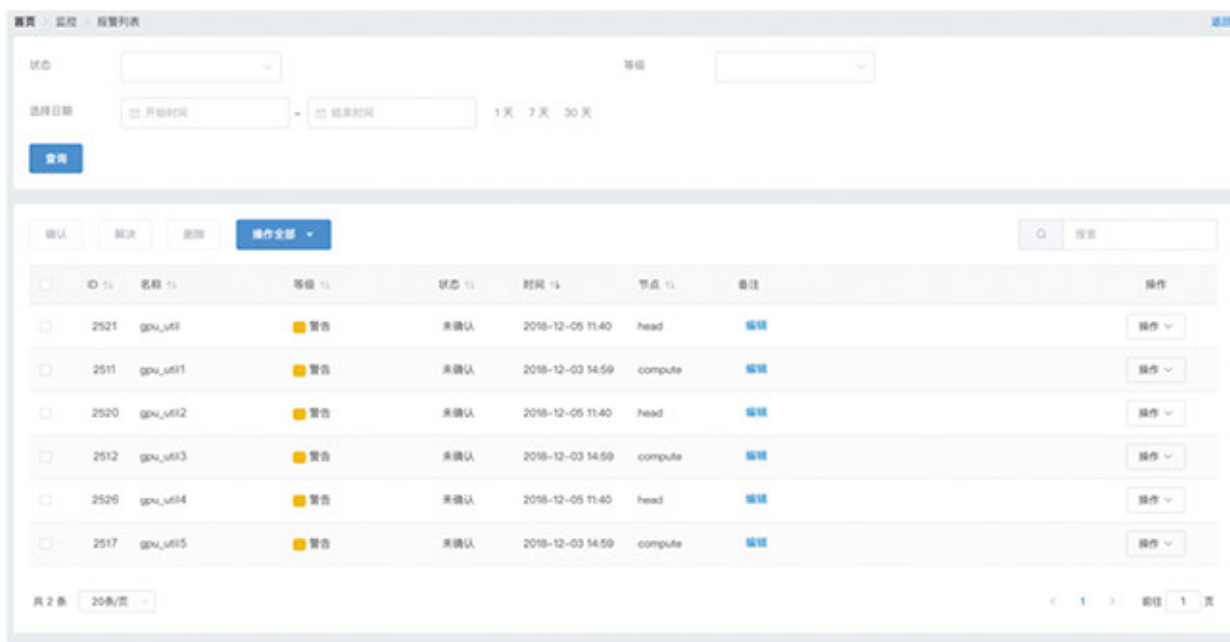 首页 监控 报警列表 返回
状态 等级
选择日期 开始时间 - 结束时间 1天 7天 30天
查询
确认 解决 删除 操作全部 搜索
ID 名称 等级 状态 时间 节点 备注 操作
2521 gpu_util 警告 未确认 2018-12-05 11:40 head 编辑 操作
2511 gpu_util1 警告 未确认 2018-12-03 14:59 compute 编辑 操作
2520 gpu_util2 警告 未确认 2018-12-05 11:40 head 编辑 操作
2512 gpu_util3 警告 未确认 2018-12-03 14:59 compute 编辑 操作
2526 gpu_util4 警告 未确认 2018-12-05 11:40 head 编辑 操作
2517 gpu_util5 警告 未确认 2018-12-03 14:59 compute 编辑 操作
共 2 条 20条/页 < 1 > 前往 1 页